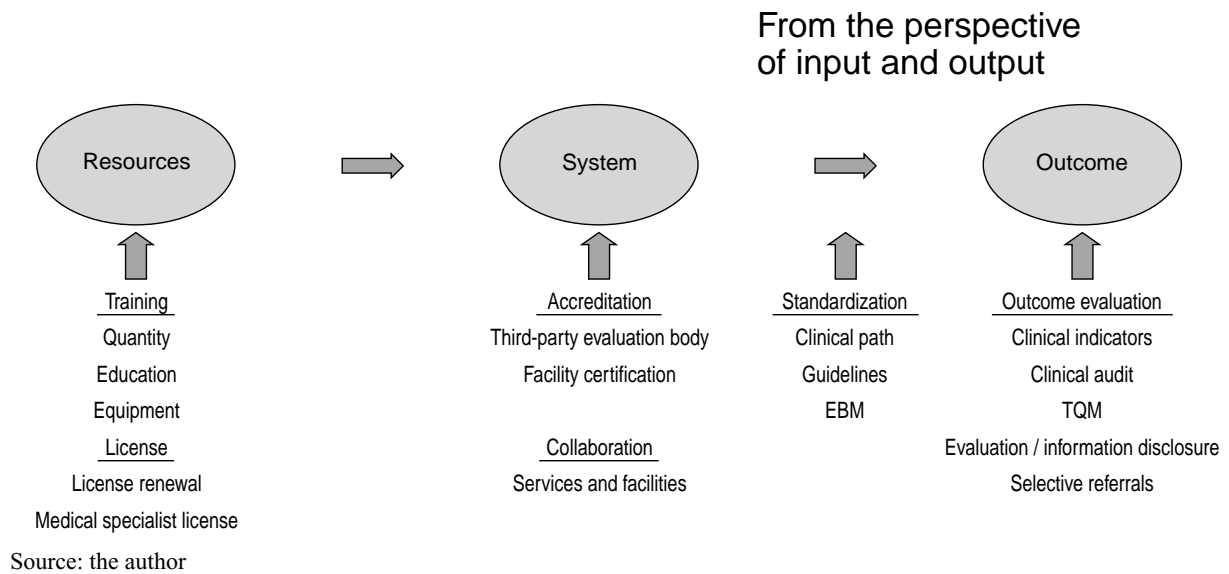 From the perspective
of input and output
Resources
System
Outcome
Training
Quantity
Education
Equipment
License
License renewal
Medical specialist license
Accreditation
Third-party evaluation body
Facility certification
Collaboration
Services and facilities
Standardization
Clinical path
Guidelines
EBM
Outcome evaluation
Clinical indicators
Clinical audit
TQM
Evaluation / information disclosure
Selective referrals
Source: the author